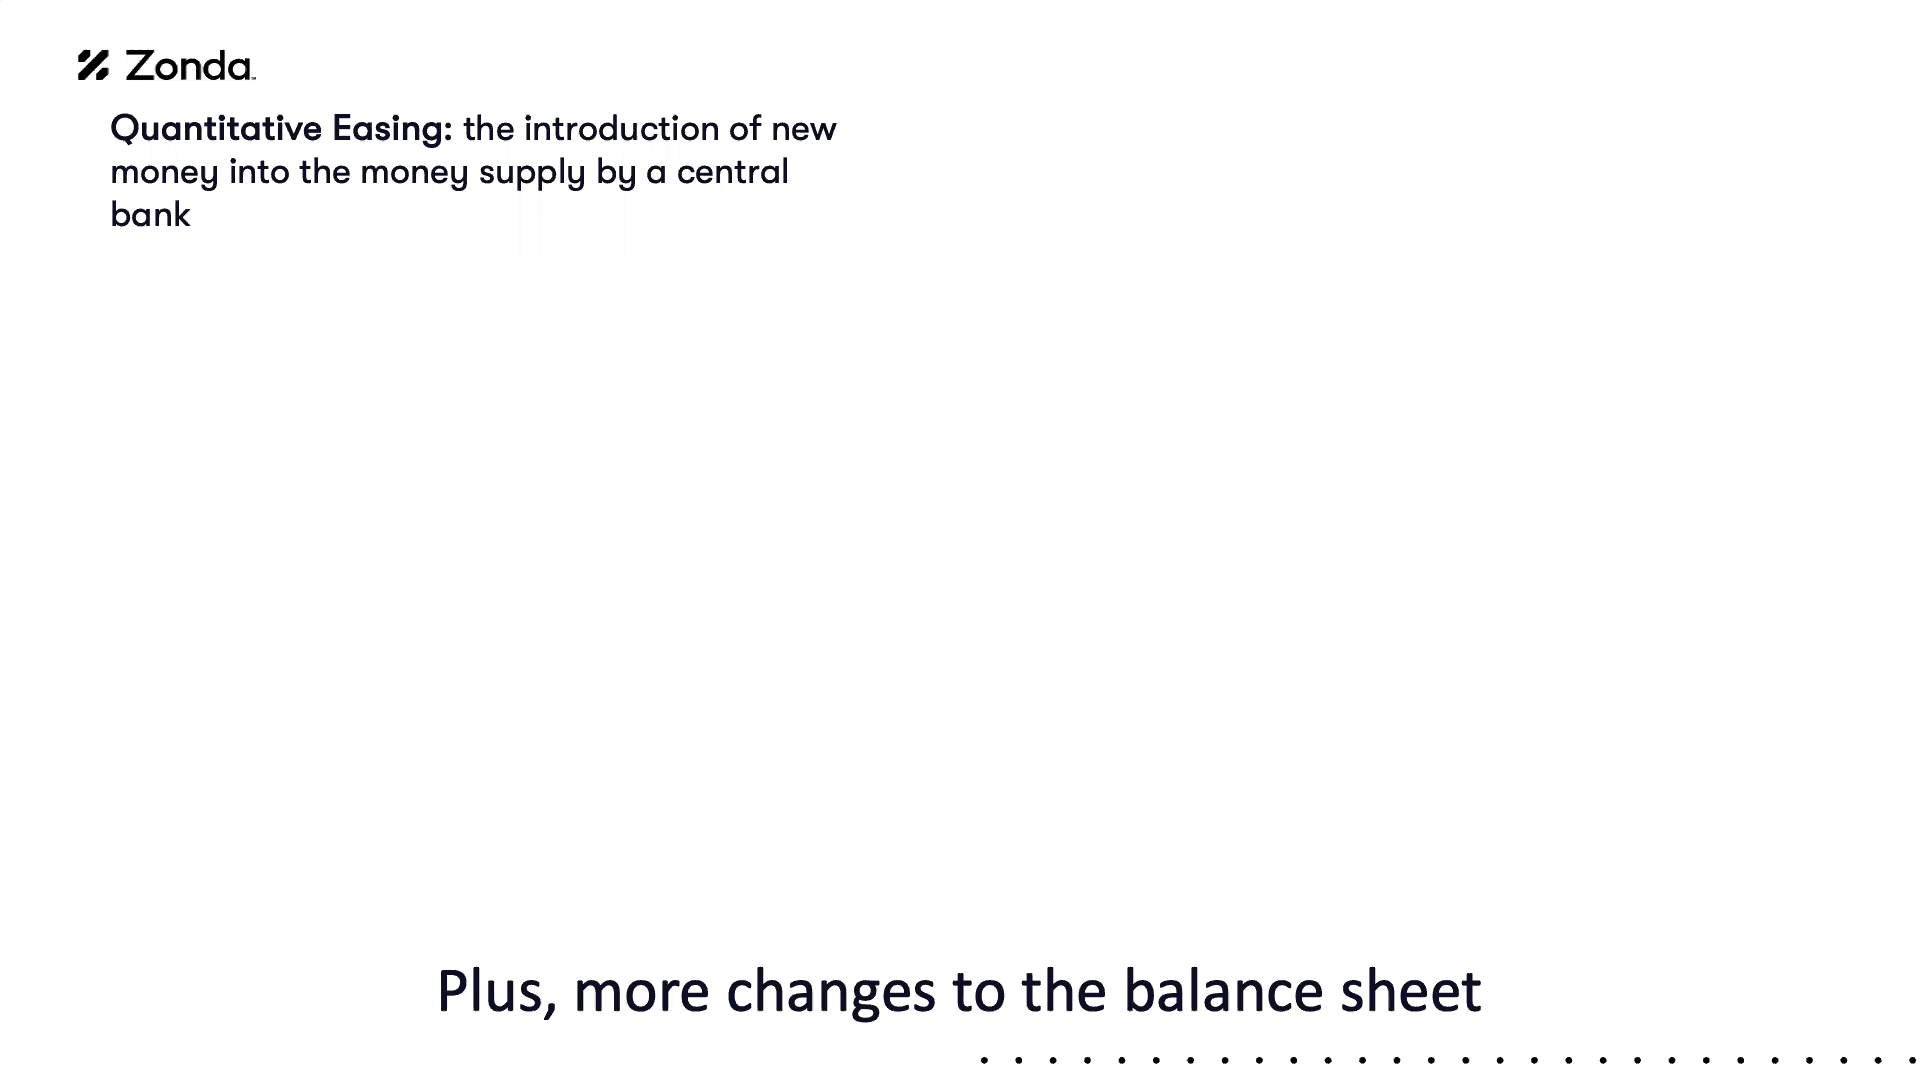 Zonda
Quantitative Easing: the introduction of new
money into the money supply by a central
bank
Plus, more changes to the balance sheet